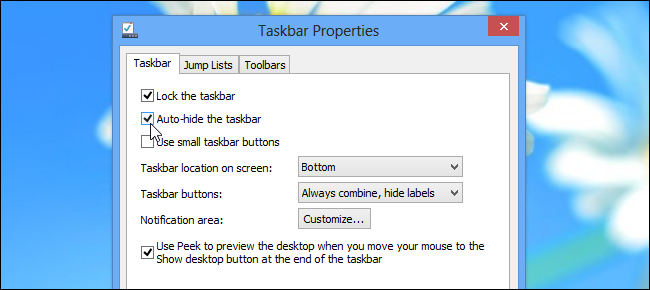 Taskbar Properties
Taskbar
Jump Lists
Toolbars
Lock the taskbar
Auto-hide the taskbar
Use small taskbar buttons
Taskbar location on screen:
Bottom
Taskbar buttons:
Always combine, hide labels
Notification area:
Customize...
Use Peek to preview the desktop when you move your mouse to the
Show desktop button at the end of the taskbar